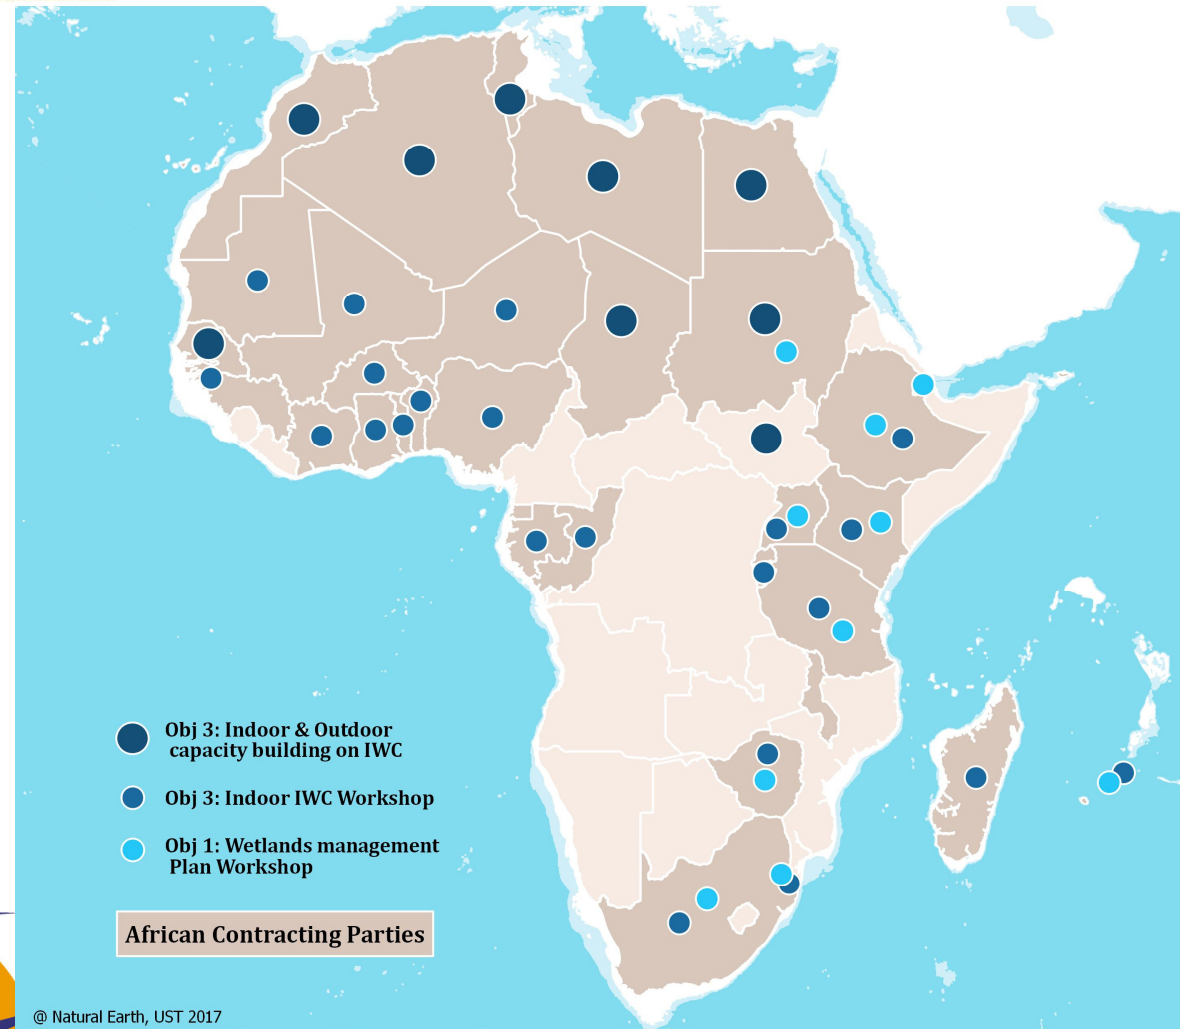 Obj 3: Indoor & Outdoor
capacity building on IWC
Obj 3: Indoor IWC Workshop
Obj 1: Wetlands management
Plan Workshop
African Contracting Parties
@ Natural Earth, UST 2017